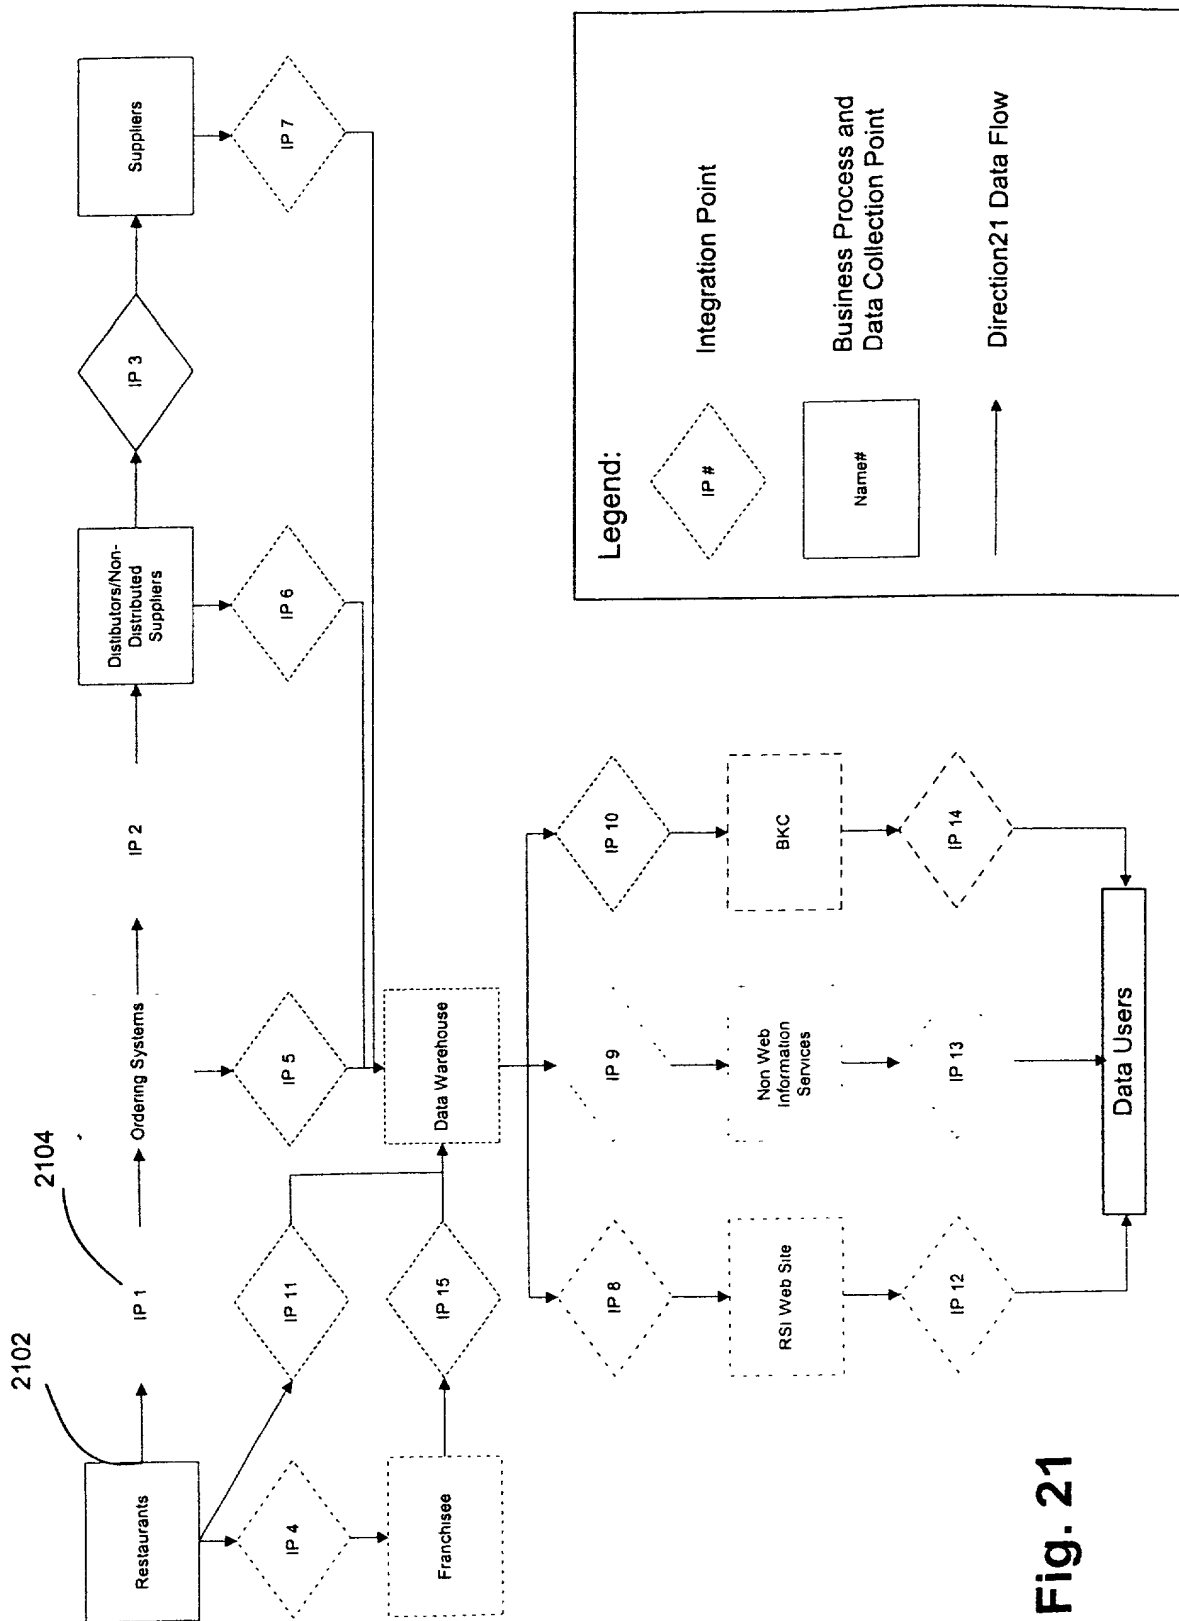 2102
2104
Restaurants
IP 1
Ordering Systems
IP 2
Distibutors/Non-
Distributed
Suppliers
IP 3
Suppliers
IP 4
IP 11
IP 5
IP 6
IP 7
Franchisee
IP 15
Data Warehouse
IP 8
IP 9
IP 10
RSI Web Site
Non Web
Information
Services
BKC
IP 12
IP 13
IP 14
Data Users
Legend:
IP #
Integration Point
Name#
Business Process and
Data Collection Point
Direction21 Data Flow
Fig. 21